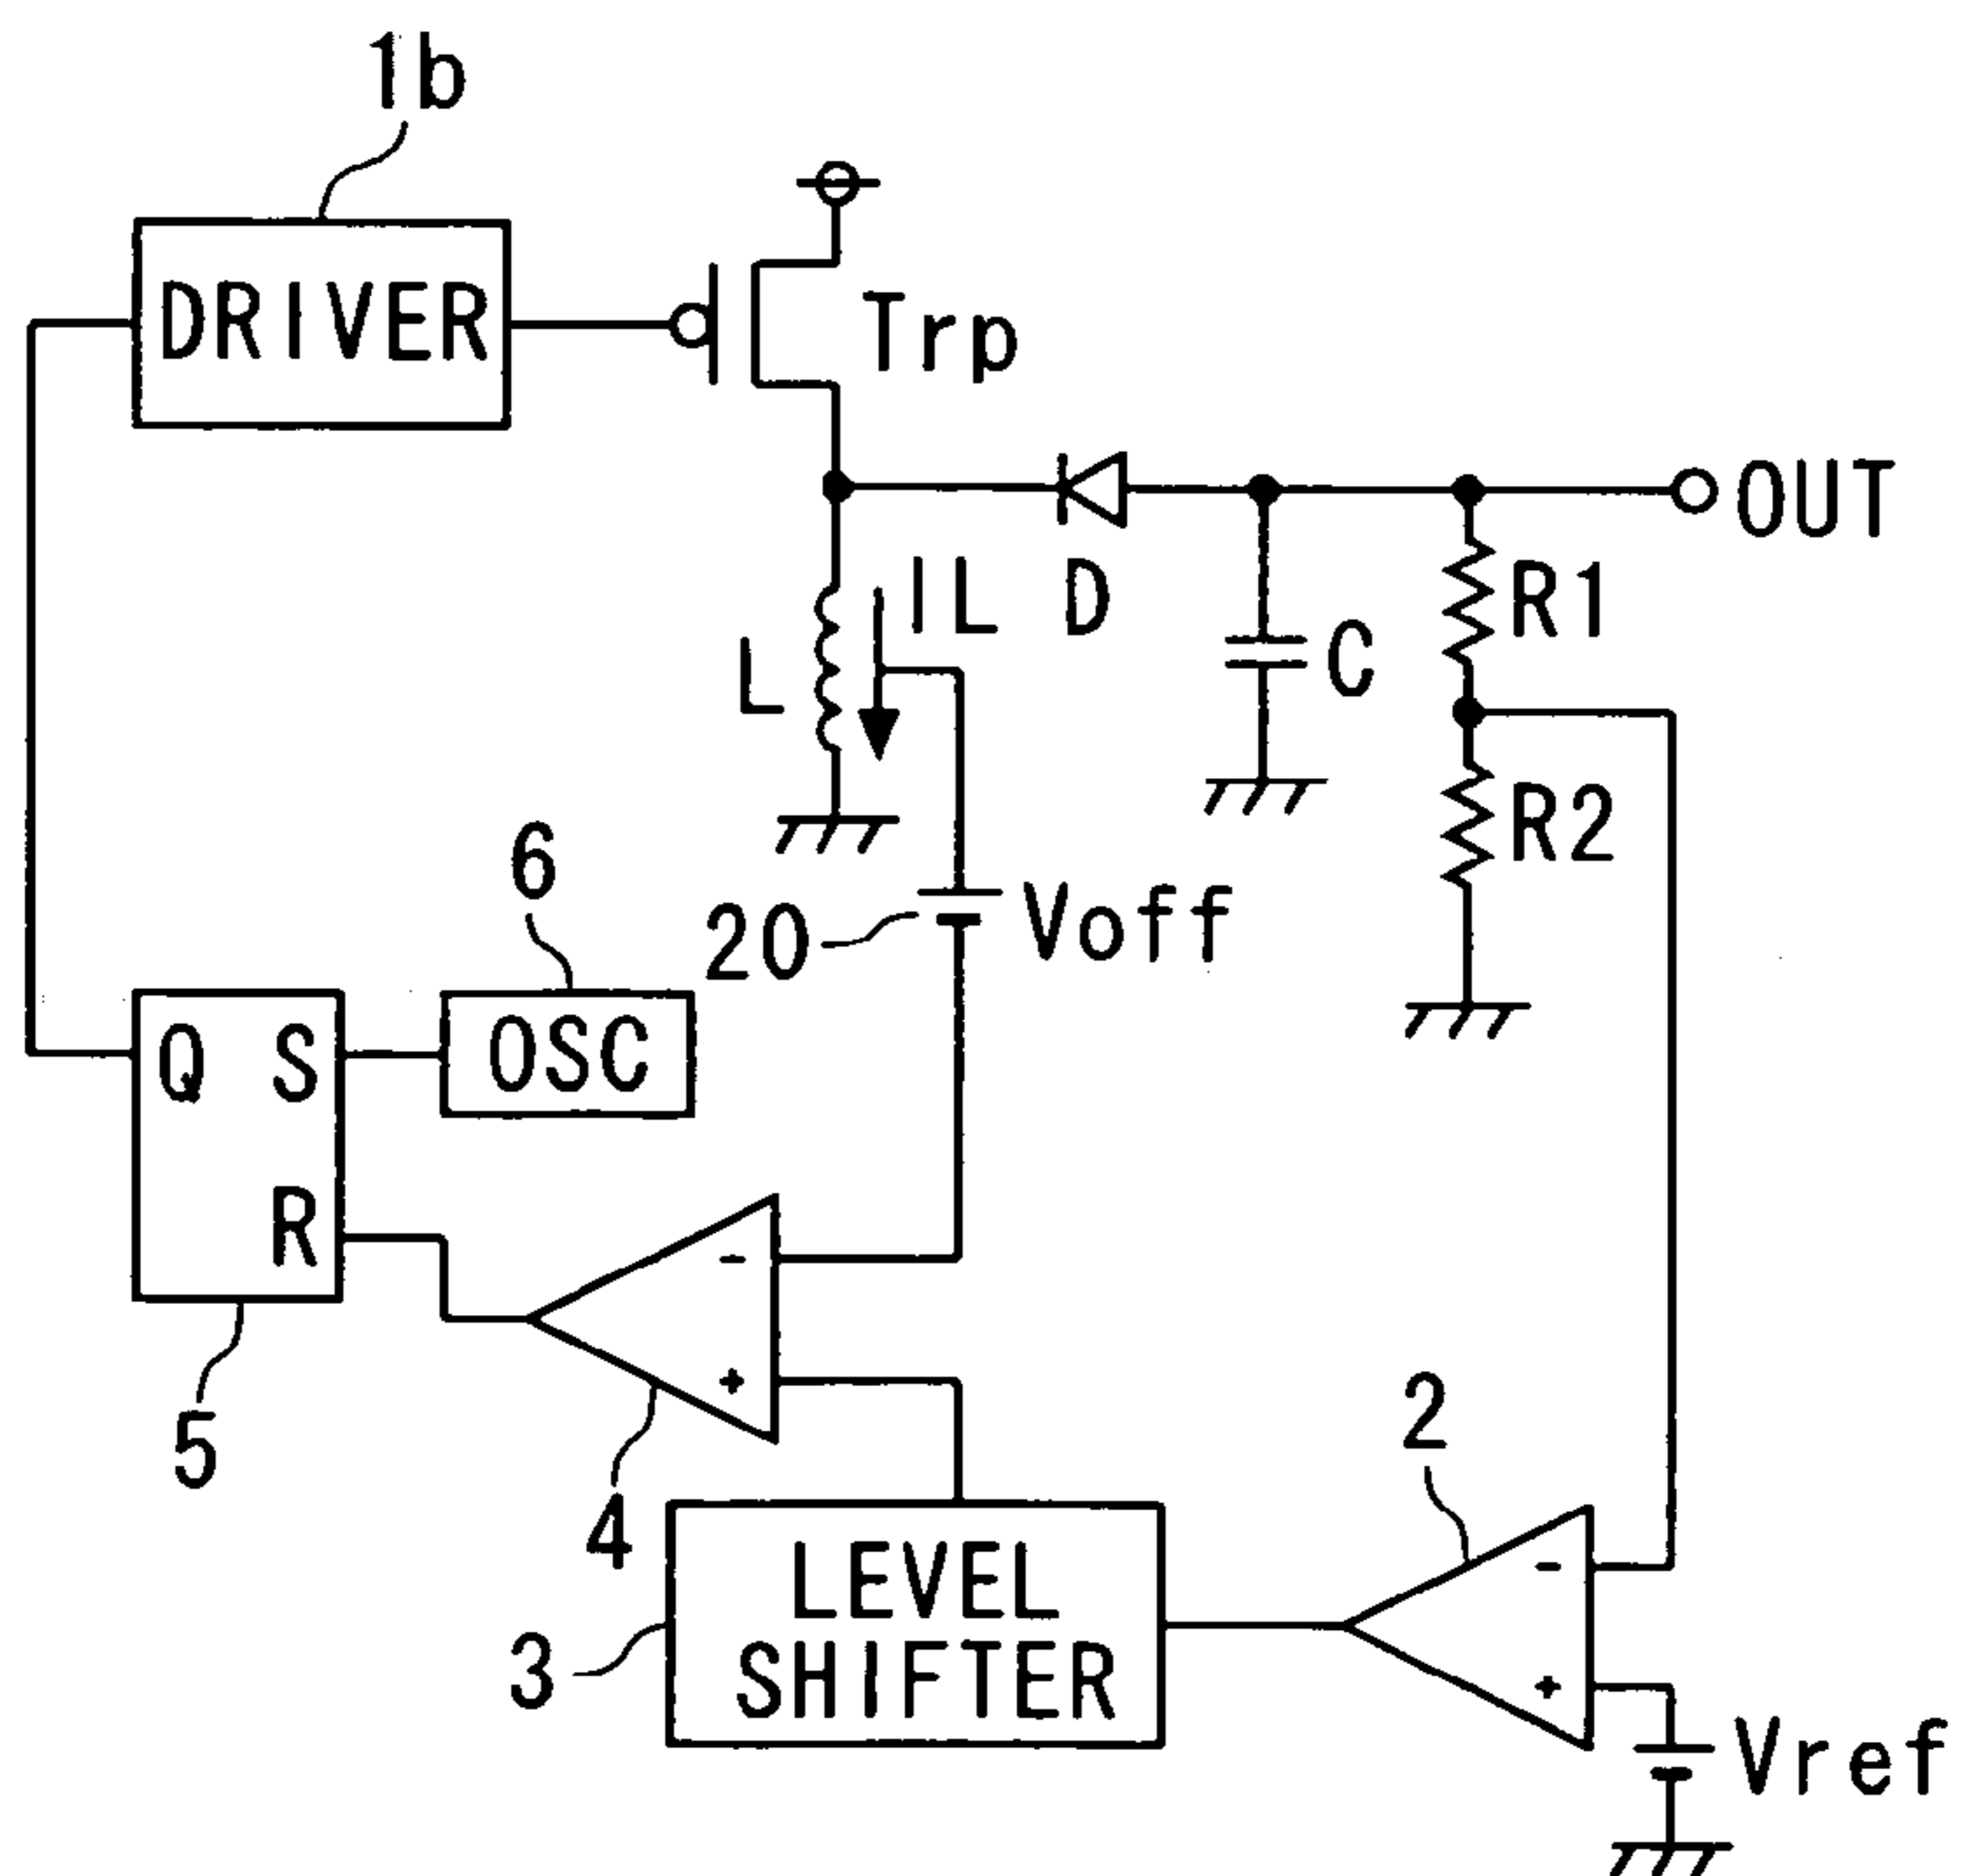 1b
DRIVER
Trp
OUT
IL
D
R1
L
C
R2
6
20
Voff
Q
S
OSC
R
-
+
5
4
2
LEVEL
SHIFTER
-
3
+
Vref